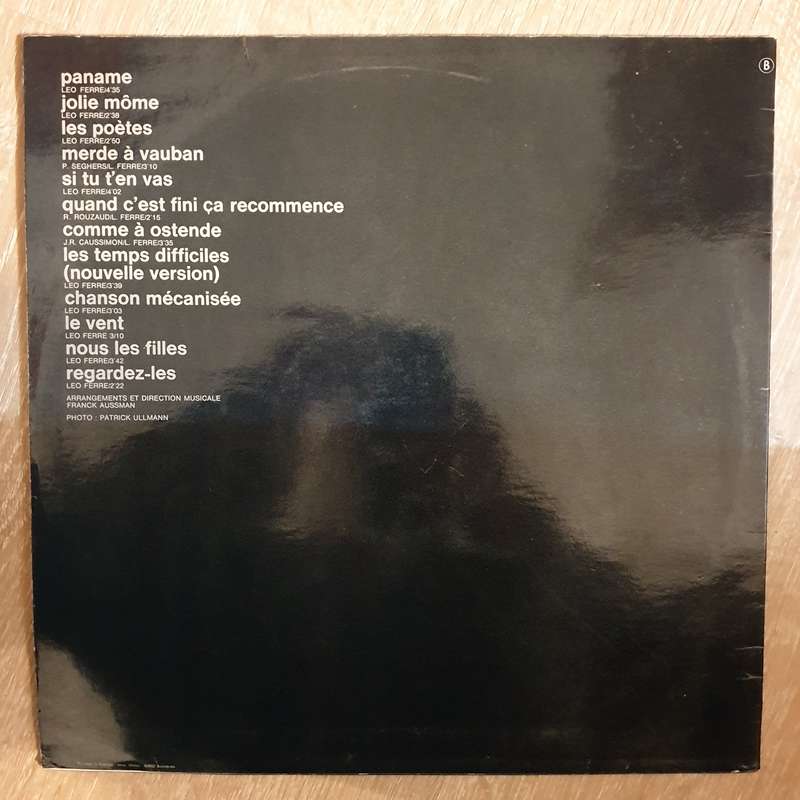 B
paname
LEO FERRE/4'35
jolie môme
LEO FERRE/2'38
les poètes
LEO FERRE/2'50
merde à vauban
P. SEGHERS/L. FERRE/3'10
si tu t'en vas
LEO FERRE/4'02
quand c'est fini ça recommence
R. ROUZAUD/L. FERRE/2'15
comme à ostende
J.R. CAUSSIMON/L. FERRE/3'35
les temps difficiles
(nouvelle version)
LEO FERRE/3'39
chanson mécanisée
LEO FERRE/3'03
le vent
LEO FERRE 3/10
nous les filles
LEO FERRE/3'42
regardez-les
LEO FERRE/2'22
ARRANGEMENTS ET DIRECTION MUSICALE
FRANCK AUSSMAN
PHOTO : PATRICK ULLMANN